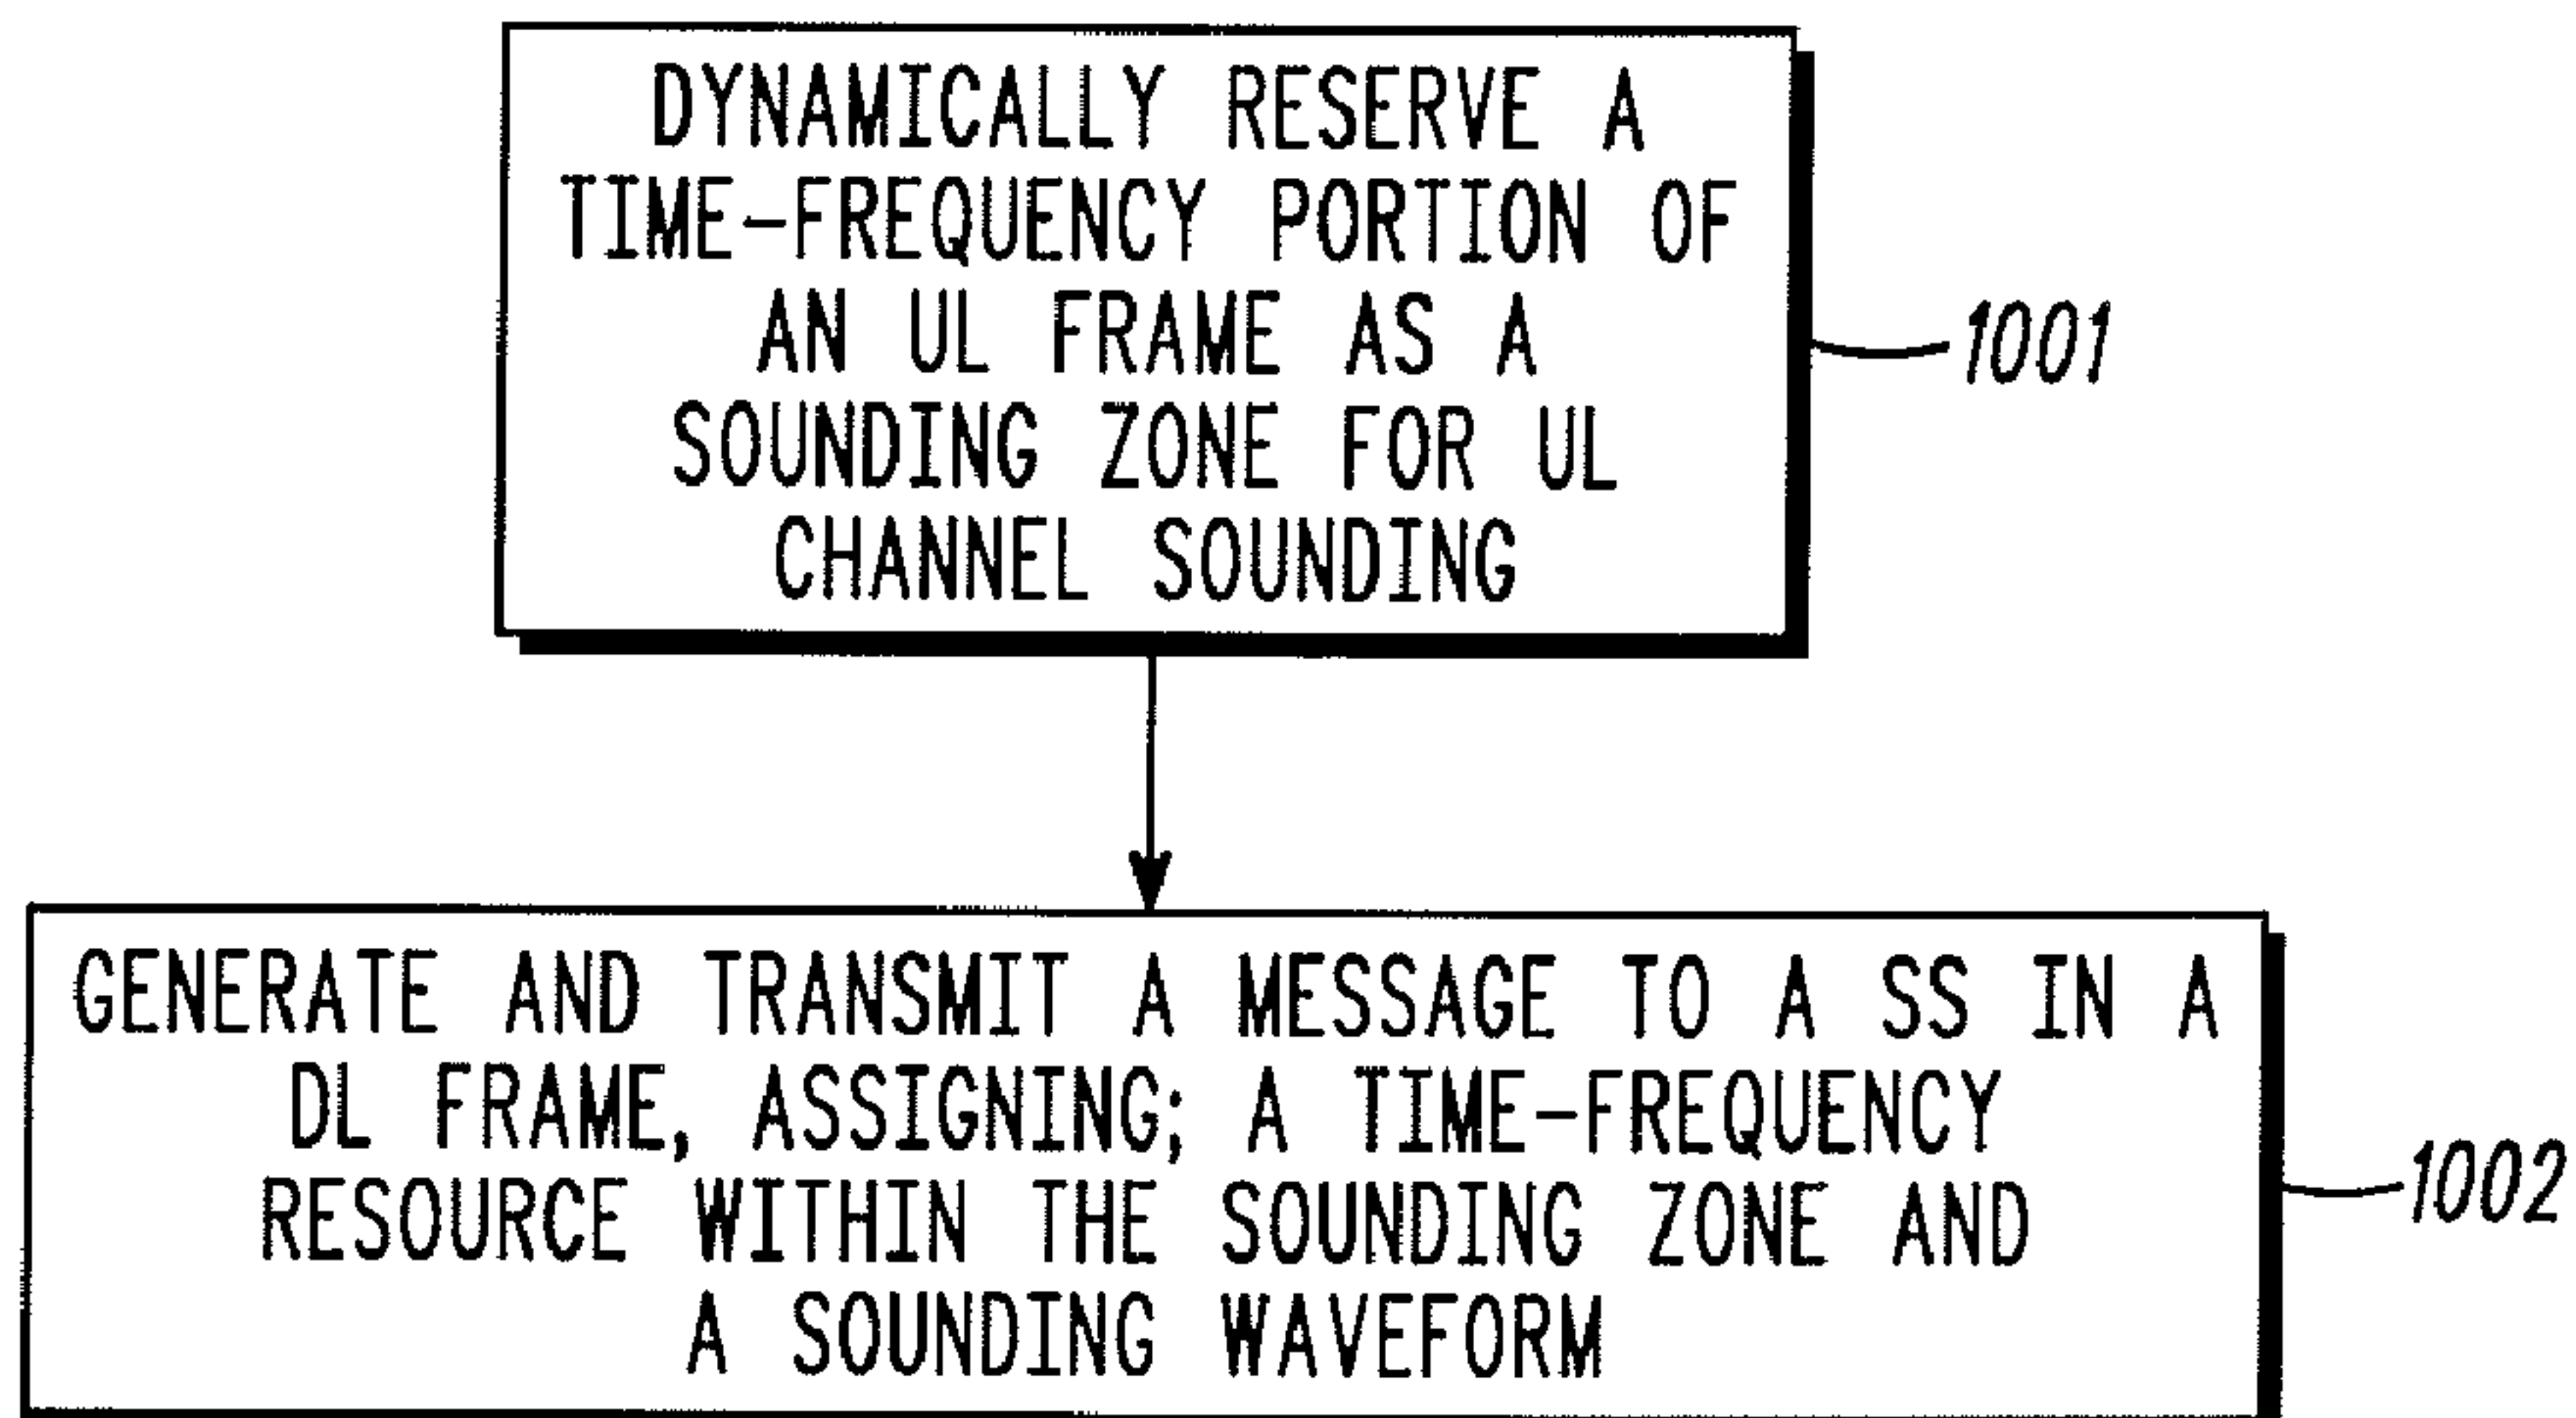 DYNAMICALLY RESERVE A
TIME-FREQUENCY PORTION OF
AN UL FRAME AS A
SOUNDING ZONE FOR UL
CHANNEL SOUNDING
1001
GENERATE AND TRANSMIT A MESSAGE TO A SS IN A
DL FRAME, ASSIGNING; A TIME-FREQUENCY
RESOURCE WITHIN THE SOUNDING ZONE AND
A SOUNDING WAVEFORM
1002